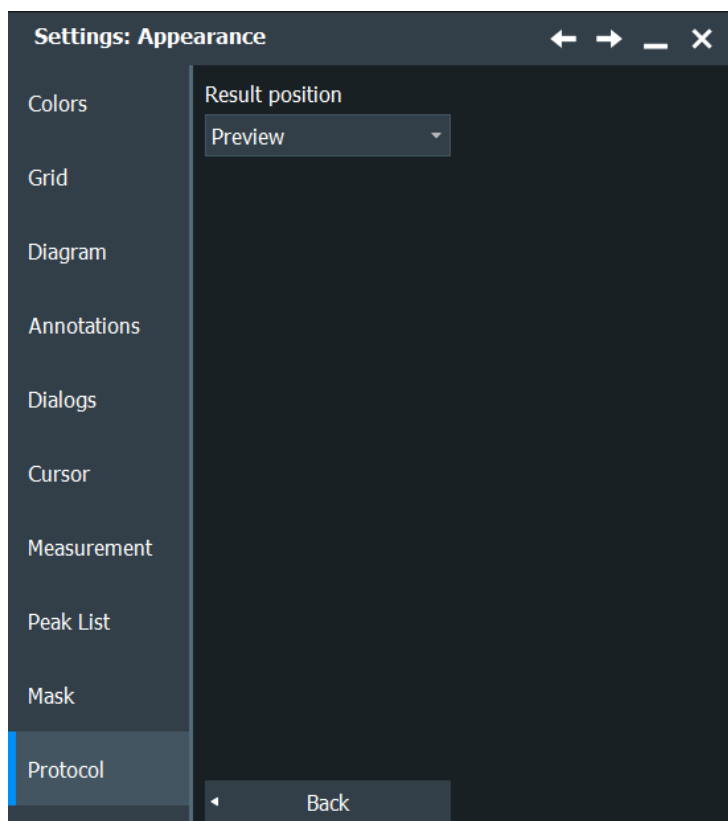 Settings: Appearance
Colors
Grid
Diagram
Annotations
Dialogs
Cursor
Measurement
Peak List
Mask
Protocol
Result position
Preview
Back